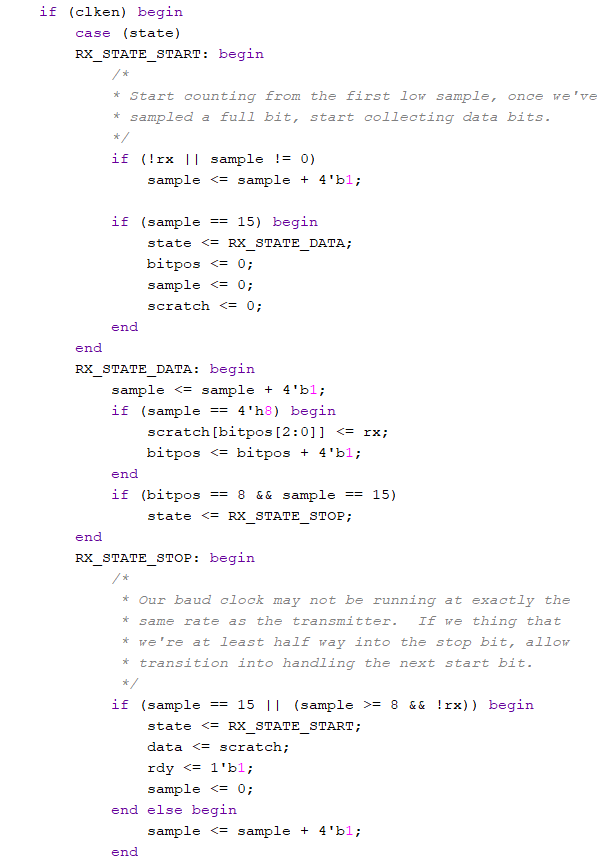 if (clken) begin
case (state)
RX_STATE_START: begin
/*
* Start counting from the first low sample, once we've
* sampled a full bit, start collecting data bits.
*/
if (!rx || sample != 0)
sample <= sample + 4'b1;
if (sample == 15) begin
state <= RX_STATE_DATA;
bitpos <= 0;
sample <= 0;
scratch <= 0;
end
end
RX_STATE_DATA: begin
sample <= sample + 4'b1;
if (sample == 4'h8) begin
scratch[bitpos[2:0]] <= rx;
bitpos <= bitpos + 4'b1;
end
if (bitpos == 8 && sample == 15)
state <= RX_STATE_STOP;
end
RX_STATE_STOP: begin
/*
* Our baud clock may not be running at exactly the
* same rate as the transmitter.  If we thing that
* we're at least half way into the stop bit, allow
* transition into handling the next start bit.
*/
if (sample == 15 || (sample >= 8 && !rx)) begin
state <= RX_STATE_START;
data <= scratch;
rdy <= 1'b1;
sample <= 0;
end else begin
sample <= sample + 4'b1;
end